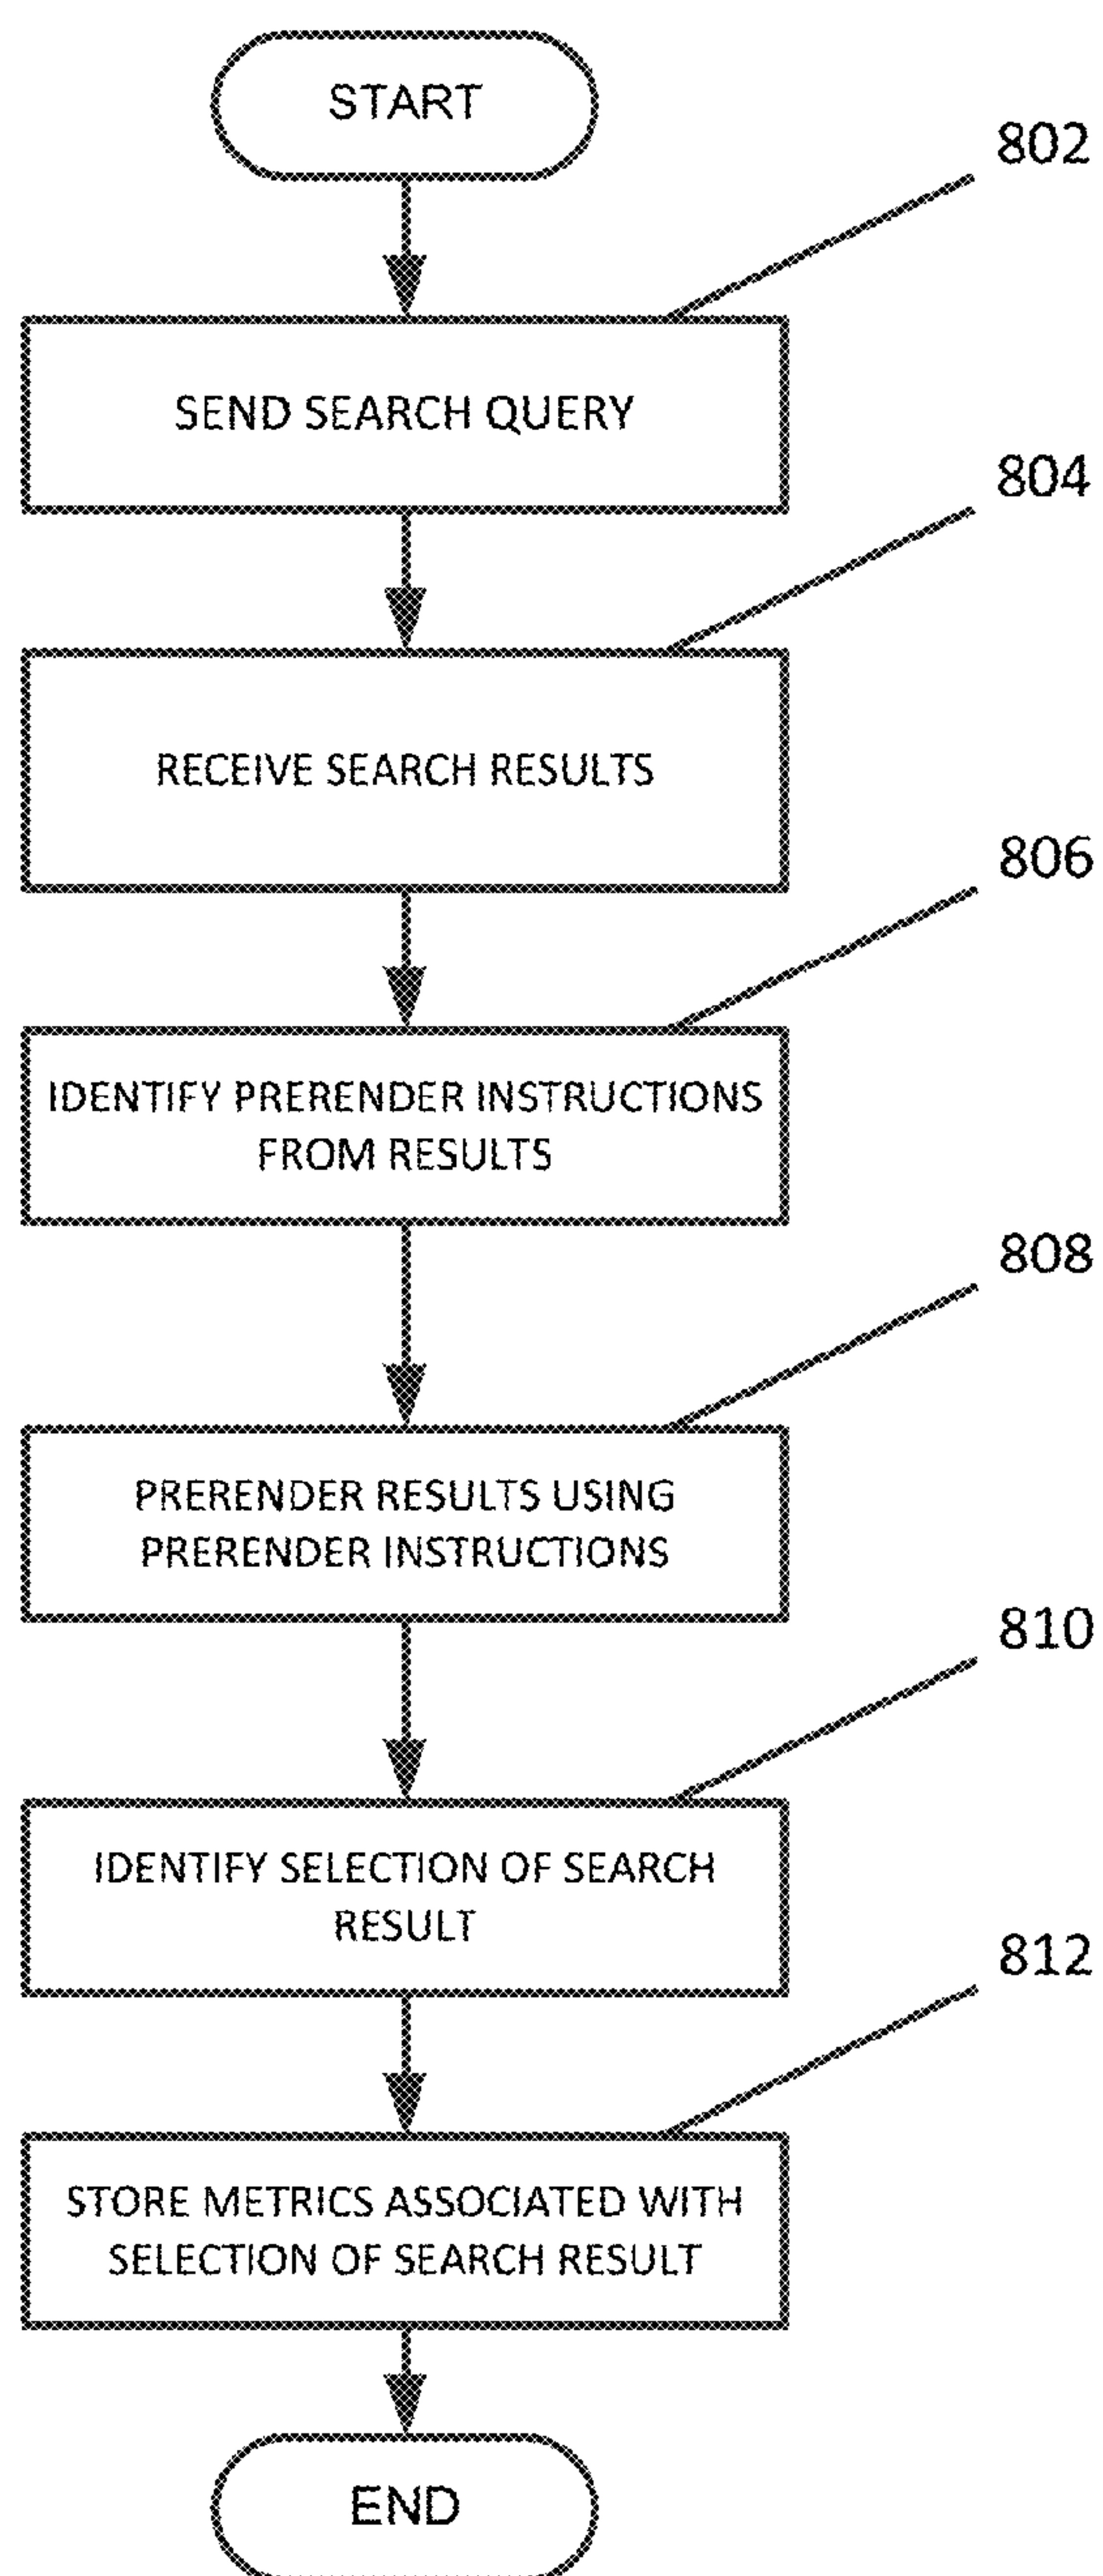 START
802
SEND SEARCH QUERY
804
RECEIVE SEARCH RESULTS
806
IDENTIFY PRERENDER INSTRUCTIONS
FROM RESULTS
808
PRERENDER RESULTS USING
PRERENDER INSTRUCTIONS
810
IDENTIFY SELECTION OF SEARCH
RESULT
812
STORE METRICS ASSOCIATED WITH
SELECTION OF SEARCH RESULT
END